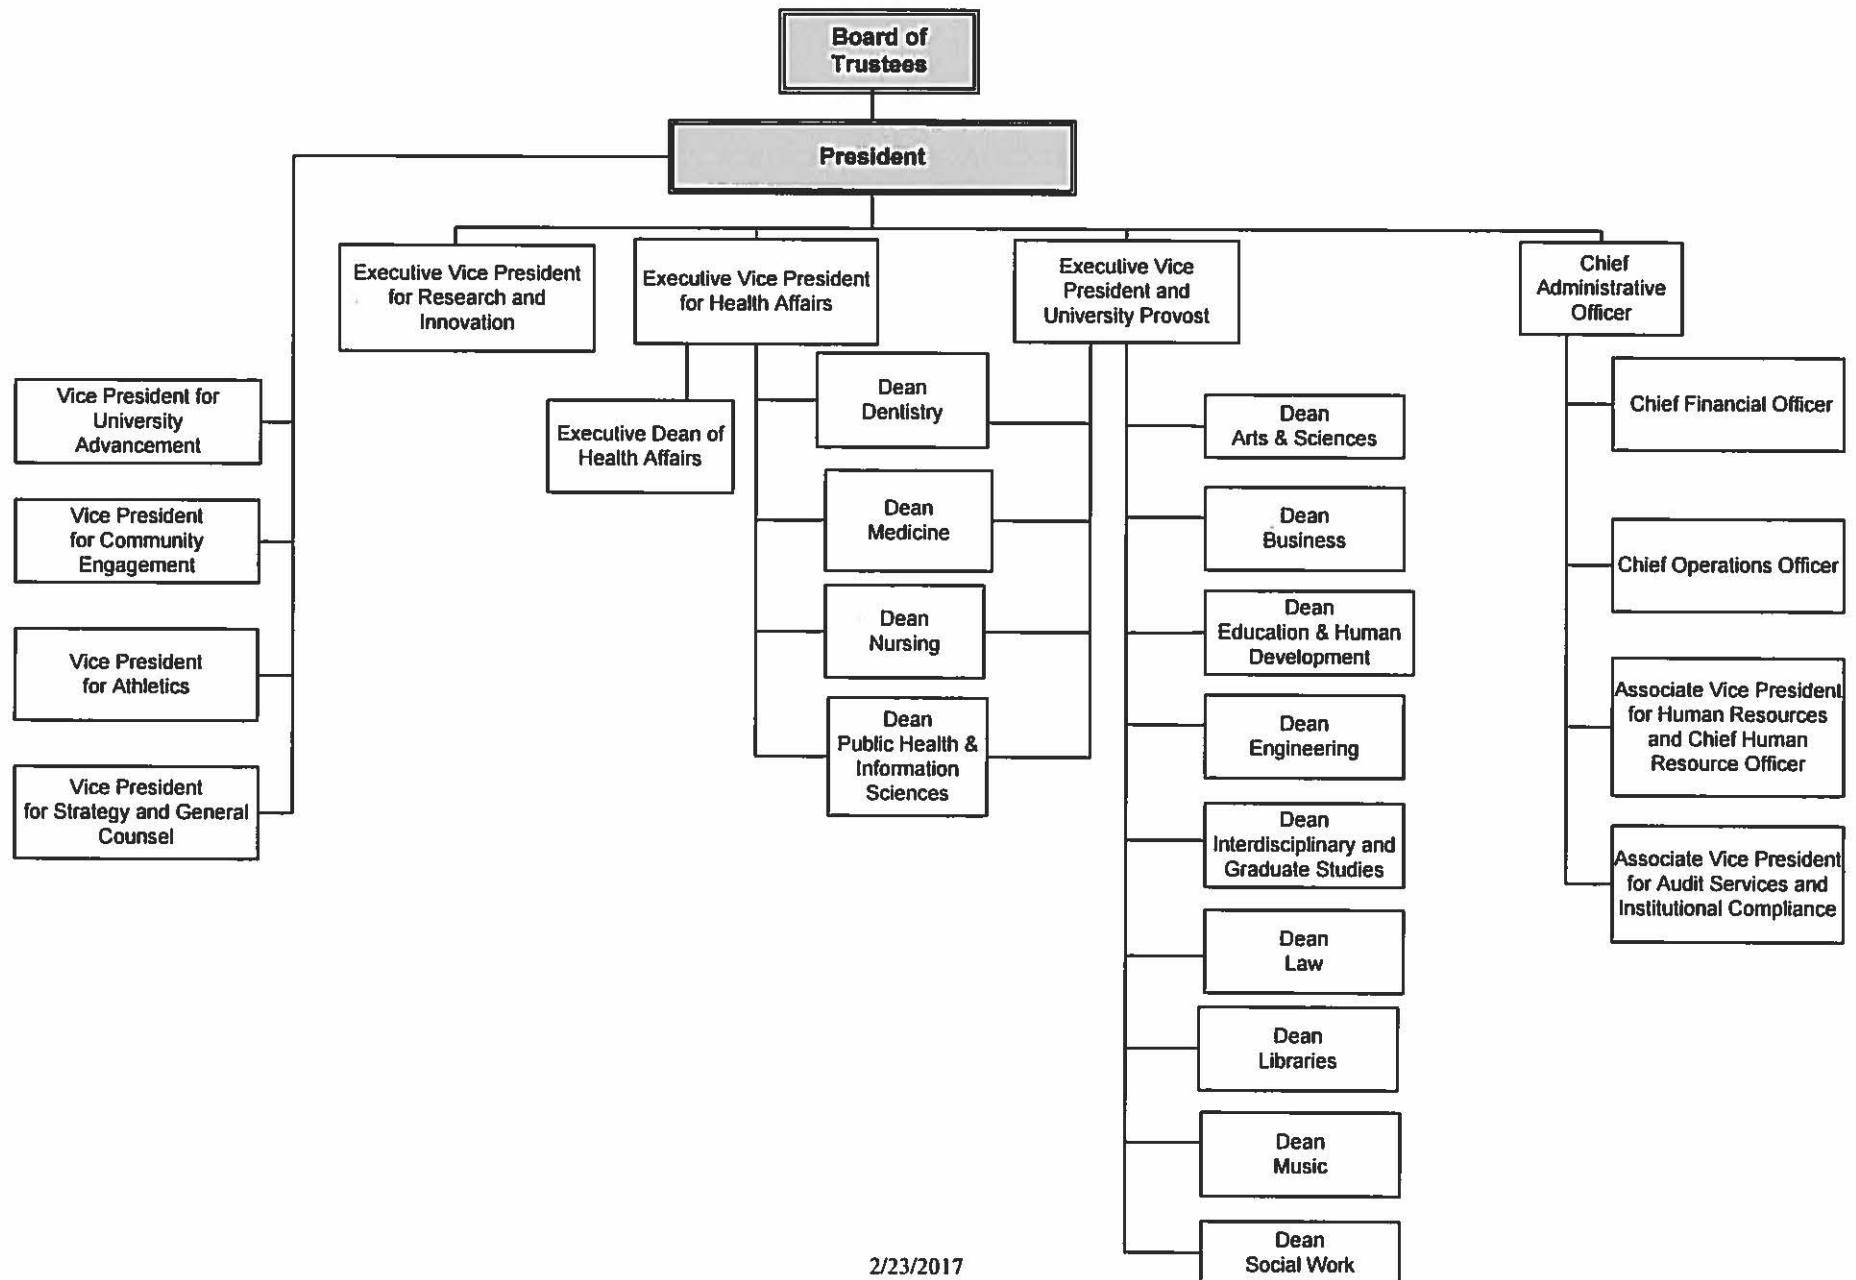 Board of
Trustees
President
Executive Vice President
for Research and
Innovation
Executive Vice President
for Health Affairs
Executive Vice
President and
University Provost
Chief
Administrative
Officer
Vice President for
University
Advancement
Vice President
for Community
Engagement
Vice President
for Athletics
Vice President
for Strategy and General
Counsel
Executive Dean of
Health Affairs
Dean
Dentistry
Dean
Medicine
Dean
Nursing
Dean
Public Health &
Information
Sciences
Dean
Arts & Sciences
Dean
Business
Dean
Education & Human
Development
Dean
Engineering
Dean
Interdisciplinary and
Graduate Studies
Dean
Law
Dean
Libraries
Dean
Music
Dean
Social Work
Chief Financial Officer
Chief Operations Officer
Associate Vice President
for Human Resources
and Chief Human
Resource Officer
Associate Vice President
for Audit Services and
Institutional Compliance
2/23/2017